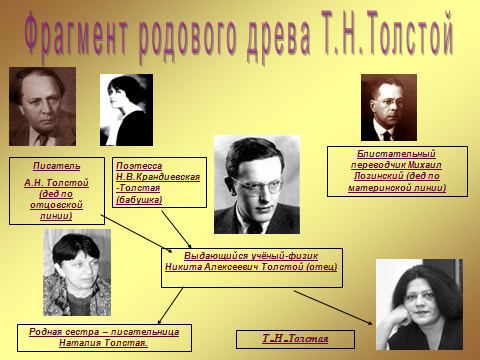 Фрагмент родового древа Т.Н.Толстой
Писатель
А.Н. Толстой
(дед по
отцовской
линии)
Поэтесса
Н.В.Крандиевская
-Толстая
(бабушка)
Блистательный
переводчик Михаил
Лозинский (дед по
материнской линии)
Выдающийся учёный-физик
Никита Алексеевич Толстой (отец)
Родная сестра – писательница
Наталия Толстая.
Т.Н.Толстая